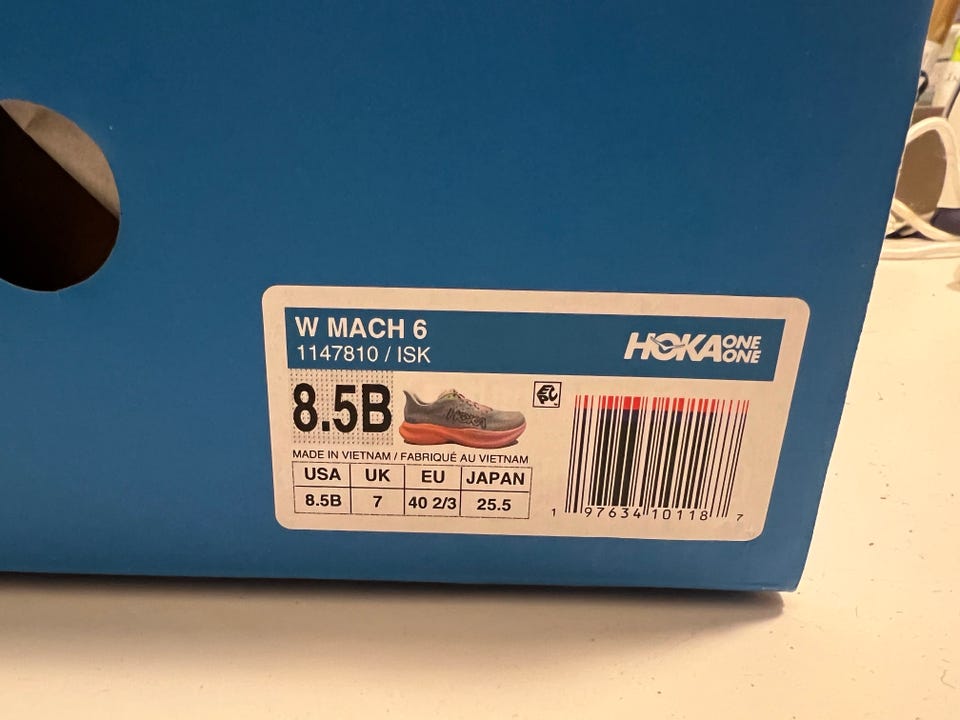 W MACH 6
1147810 / ISK
HOKA ONE ONE
8.5B
HOKA
MADE IN VIETNAM / FABRIQUÉ AU VIETNAM
USA UK EU JAPAN
8.5B 7 40 2/3 25.5
1 97634 10118 7